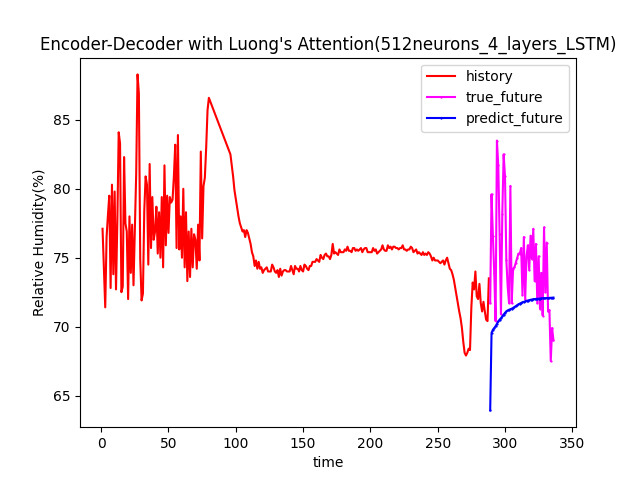 Encoder-Decoder with Luong's Attention(512neurons_4_layers_LSTM)
history
true_future
predict_future
Relative Humidity(%)
85
80
75
70
65
0 50 100 150 200 250 300 350
time